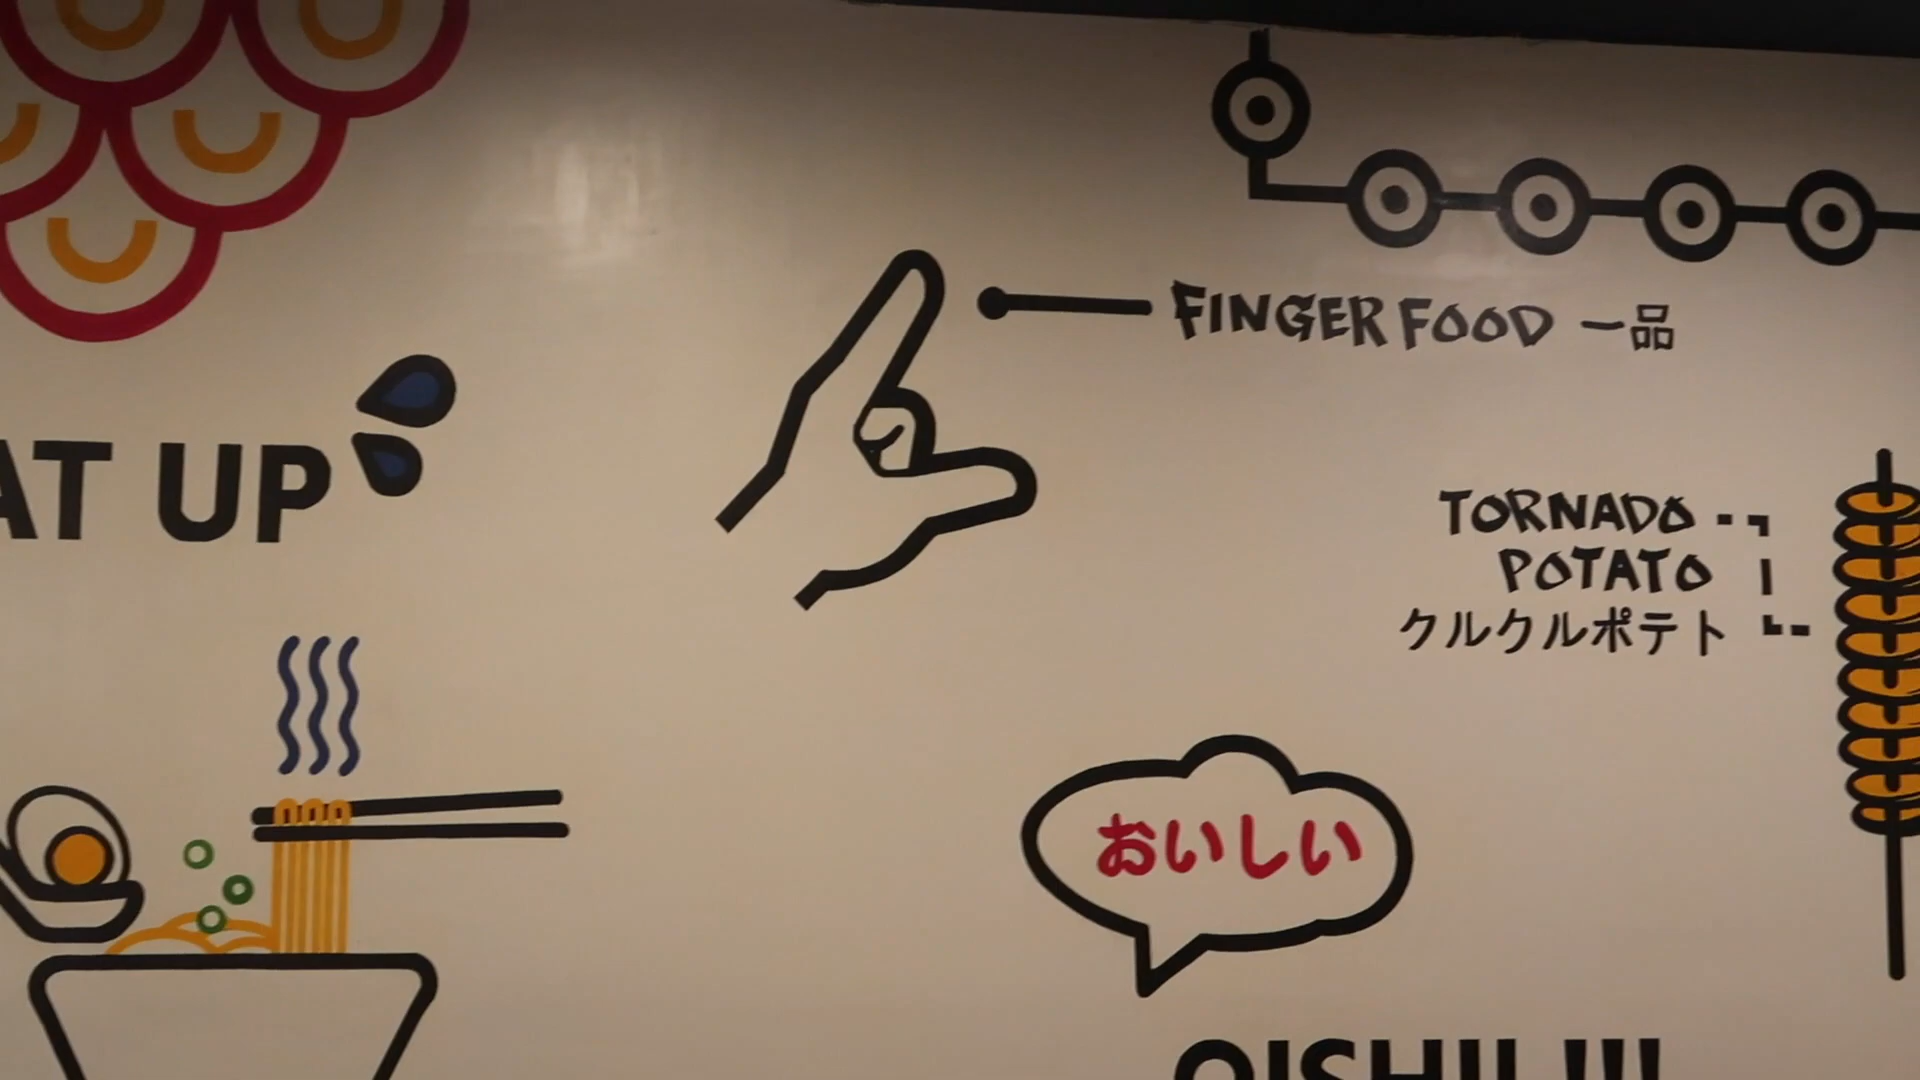 FINGER FOOD 一品
AT UP
TORNADO
POTATO
クルクルポテト
おいしい
OISHII !!!